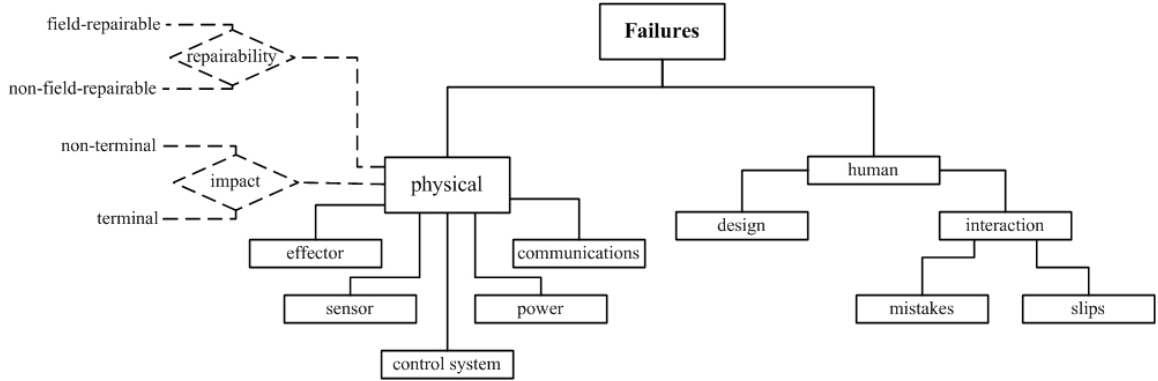 field-repairable
Failures
repairability
non-field-repairable
non-terminal
human
impact
physical
terminal
design
interaction
effector
communications
sensor
power
mistakes
slips
control system